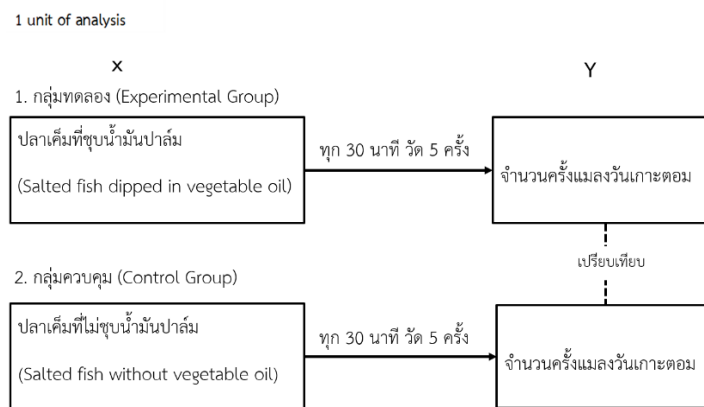 1 unit of analysis
X
Y
1. กลุ่มทดลอง (Experimental Group)
ปลาเค็มที่ชุบน้ำมันปาล์ม
(Salted fish dipped in vegetable oil)
ทุก 30 นาที วัด 5 ครั้ง
จำนวนครั้งแมลงวันเกาะตอม
เปรียบเทียบ
2. กลุ่มควบคุม (Control Group)
ปลาเค็มที่ไม่ชุบน้ำมันปาล์ม
(Salted fish without vegetable oil)
ทุก 30 นาที วัด 5 ครั้ง
จำนวนครั้งแมลงวันเกาะตอม